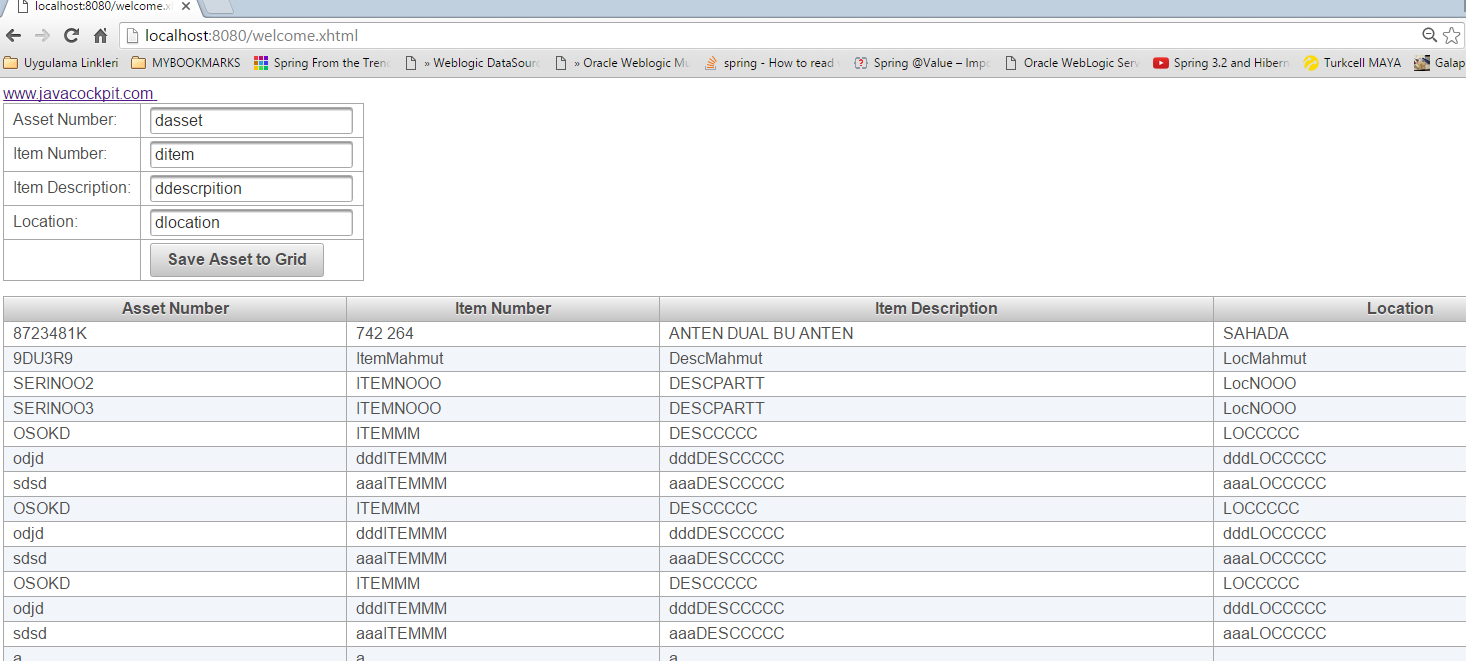 localhost:8080/welcome.x
localhost:8080/welcome.xhtml
Uygulama Linkleri MYBOOKMARKS Spring From the Tren » Weblogic DataSour » Oracle Weblogic Mu spring - How to read Spring @Value – Imp Oracle WebLogic Serv Spring 3.2 and Hibern Turkcell MAYA Galap
www.javacockpit.com
Asset Number: dasset
Item Number: ditem
Item Description: ddescrpition
Location: dlocation
Save Asset to Grid
Asset Number Item Number Item Description Location
8723481K 742 264 ANTEN DUAL BU ANTEN SAHADA
9DU3R9 ItemMahmut DescMahmut LocMahmut
SERINOO2 ITEMNOOO DESCPARTT LocNOOO
SERINOO3 ITEMNOOO DESCPARTT LocNOOO
OSOKD ITEMMM DESCCCCC LOCCCCC
odjd dddITEMMM dddDESCCCCC dddLOCCCCC
sdsd aaaITEMMM aaaDESCCCCC aaaLOCCCCC
OSOKD ITEMMM DESCCCCC LOCCCCC
odjd dddITEMMM dddDESCCCCC dddLOCCCCC
sdsd aaaITEMMM aaaDESCCCCC aaaLOCCCCC
OSOKD ITEMMM DESCCCCC LOCCCCC
odjd dddITEMMM dddDESCCCCC dddLOCCCCC
sdsd aaaITEMMM aaaDESCCCCC aaaLOCCCCC
a a a